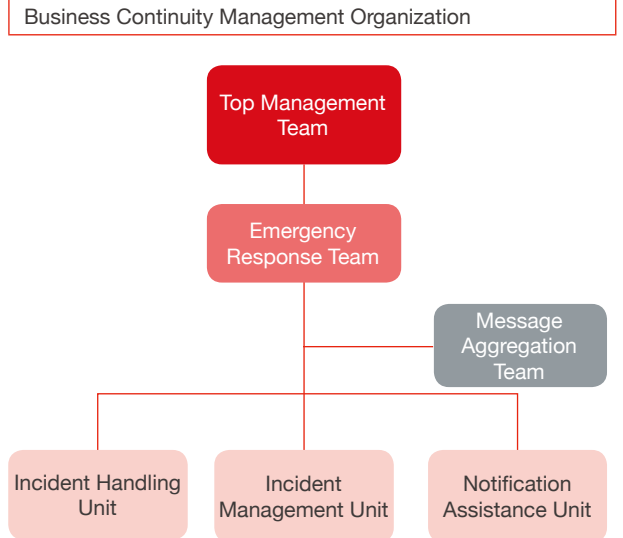 Business Continuity Management Organization
Top Management
Team
Emergency
Response Team
Message
Aggregation
Team
Incident Handling
Unit
Incident
Management Unit
Notification
Assistance Unit